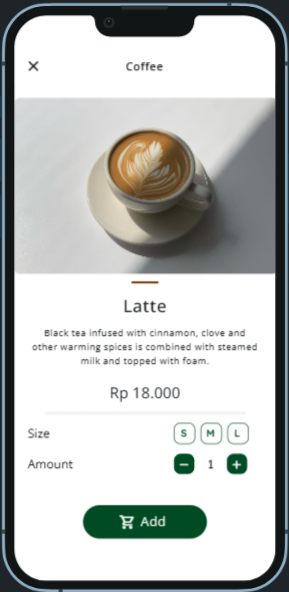 Coffee
Latte
Black tea infused with cinnamon, clove and
other warming spices is combined with steamed
milk and topped with foam.
Rp 18.000
Size S M L
Amount − 1 +
Add